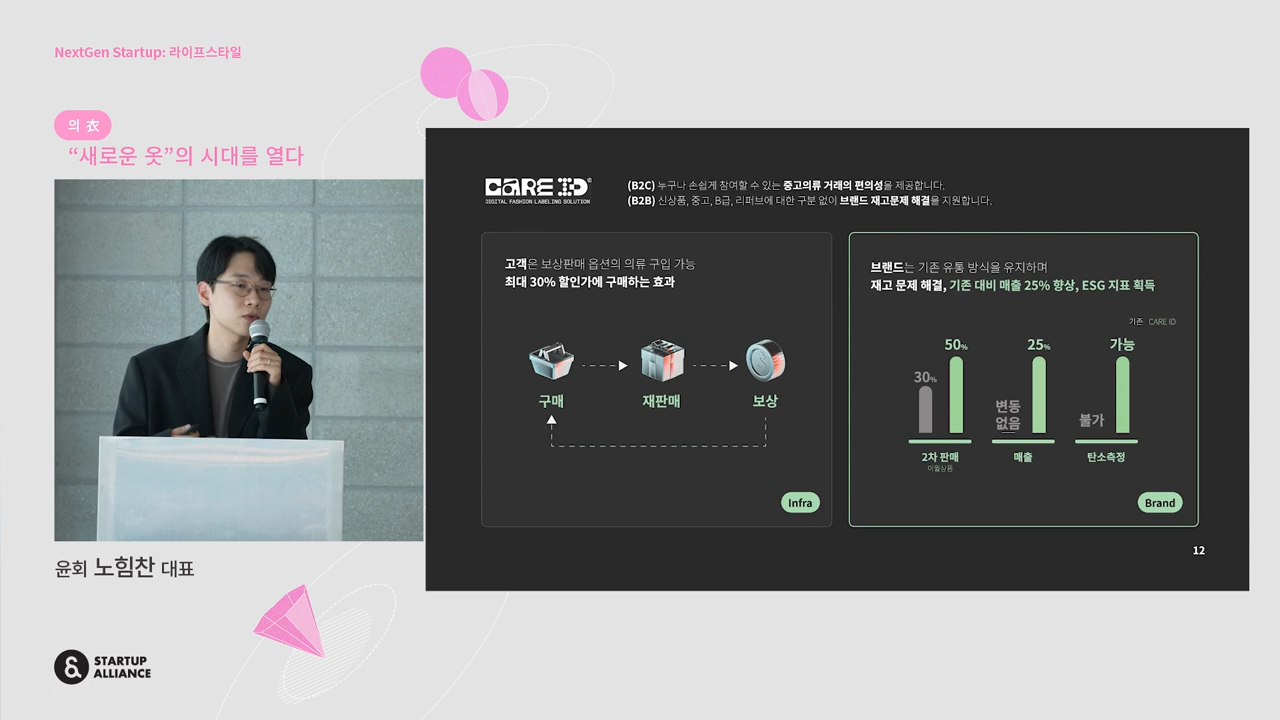 NextGen Startup: 라이프스타일
의 衣
“새로운 옷”의 시대를 열다
CARE ID®
DIGITAL FASHION LABELING SOLUTION
(B2C) 누구나 손쉽게 참여할 수 있는 중고의류 거래의 편의성을 제공합니다.
(B2B) 신상품, 중고, B급, 리퍼브에 대한 구분 없이 브랜드 재고문제 해결을 지원합니다.
고객은 보상판매 옵션의 의류 구입 가능
최대 30% 할인가에 구매하는 효과
구매
재판매
보상
Infra
브랜드는 기존 유통 방식을 유지하며
재고 문제 해결, 기존 대비 매출 25% 향상, ESG 지표 획득
기존 CARE ID
30%
50%
변동
없음
25%
불가
가능
2차 판매
이월상품
매출
탄소측정
Brand
12
윤회 노힘찬 대표
STARTUP
ALLIANCE